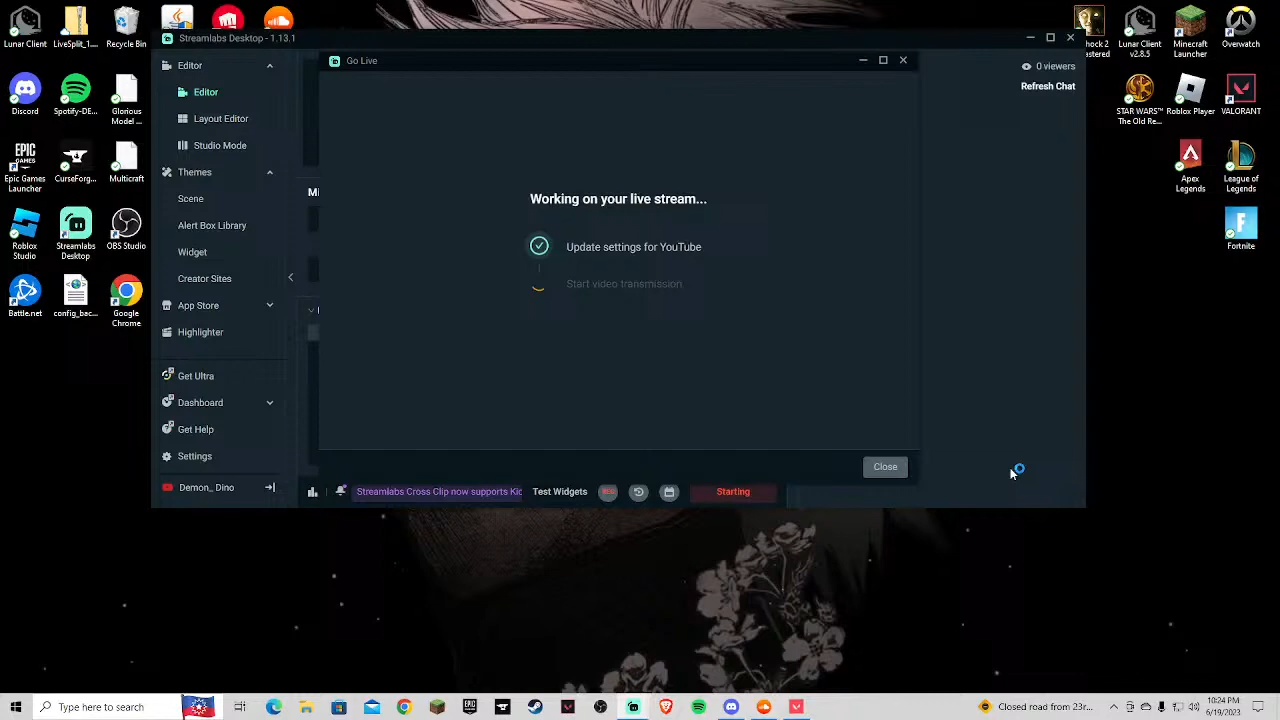 Lunar Client
LiveSplit_1....
Recycle Bin
Streamlabs Desktop - 1.13.1
Go Live
0 viewers
Refresh Chat
Editor
Editor
Layout Editor
Studio Mode
Themes
Scene
Alert Box Library
Widget
Creator Sites
App Store
Highlighter
Get Ultra
Dashboard
Get Help
Settings
Demon_ Dino
Mi
Working on your live stream...
Update settings for YouTube
Start video transmission
Close
Streamlabs Cross Clip now supports Kic
Test Widgets
REC
Starting
Discord
Spotify-DE...
Glorious Model ...
Epic Games Launcher
CurseForg...
Multicraft
Roblox Studio
Streamlabs Desktop
OBS Studio
Battle.net
config_bac...
Google Chrome
Lunar Client v2.8.5
Minecraft Launcher
Overwatch
STAR WARS™ The Old Re...
Roblox Player
VALORANT
Apex Legends
League of Legends
Fortnite
Type here to search
Closed road from 23...
10:24 PM
6/19/2023